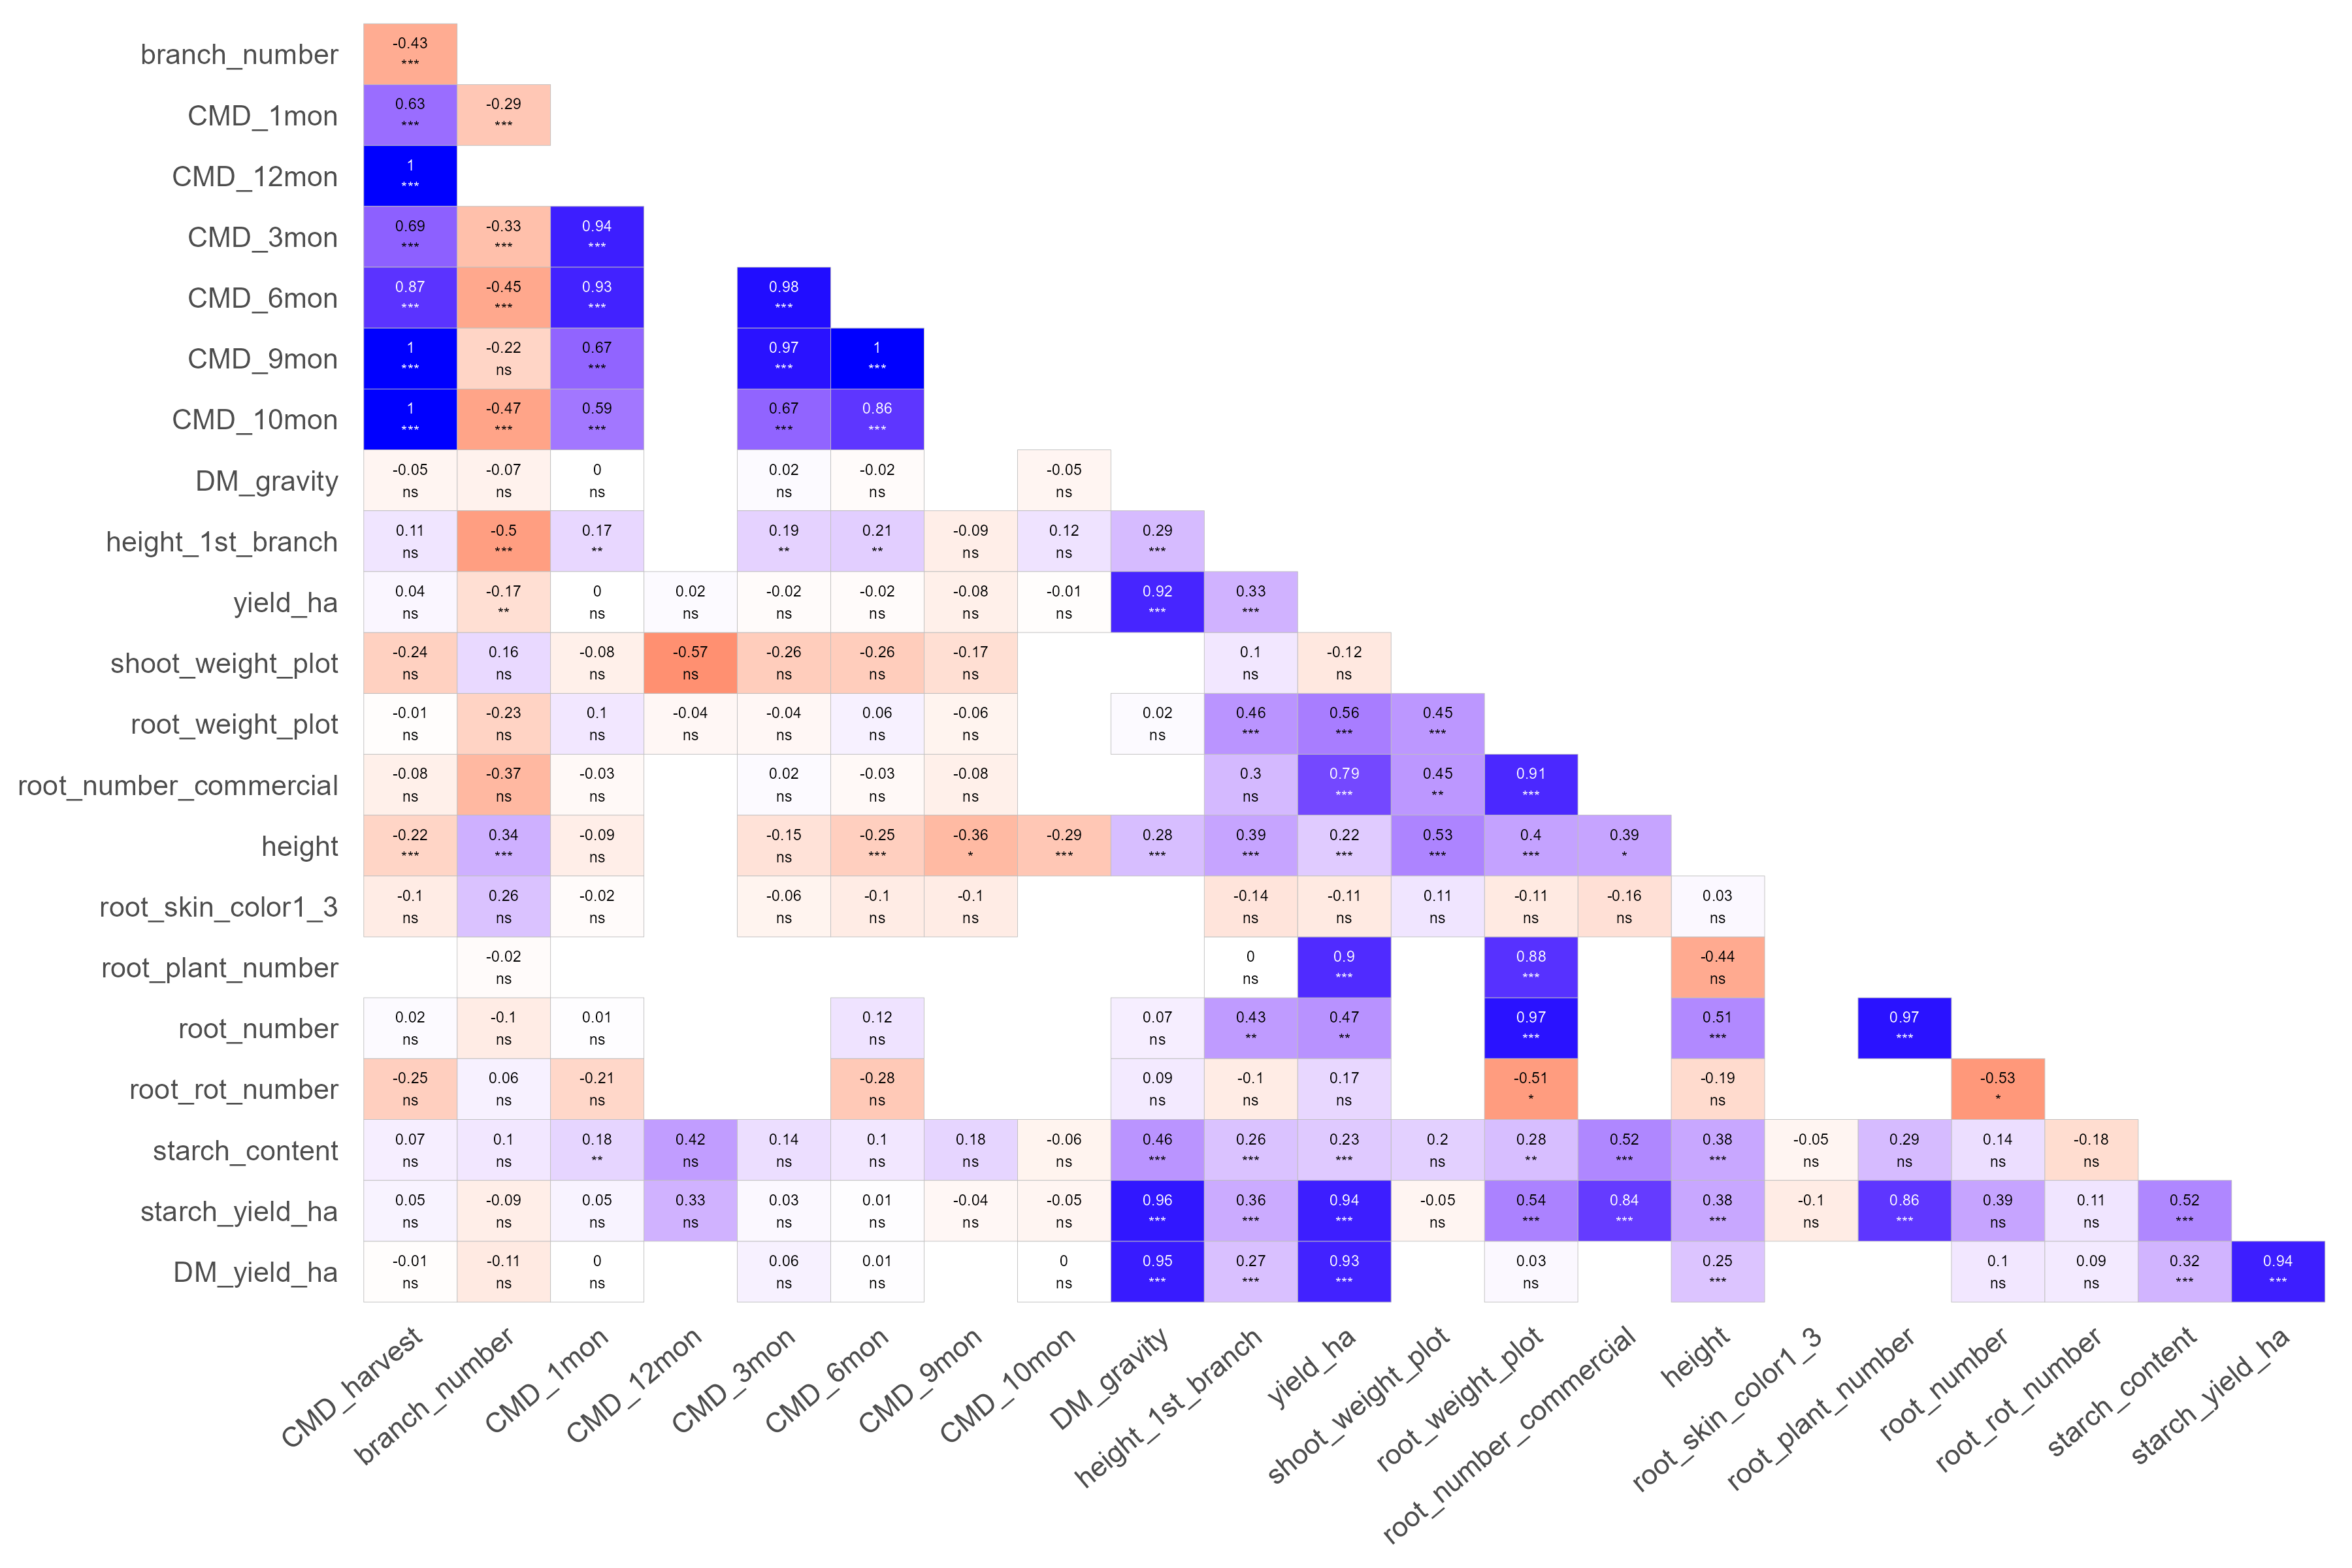 branch_number -0.43
***
CMD_1mon 0.63 -0.29
*** ***
CMD_12mon 1
***
CMD_3mon 0.69 -0.33 0.94
*** *** ***
CMD_6mon 0.87 -0.45 0.93 0.98
*** *** *** ***
CMD_9mon 1 -0.22 0.67 0.97 1
*** ns *** *** ***
CMD_10mon 1 -0.47 0.59 0.67 0.86
*** *** *** *** ***
DM_gravity -0.05 -0.07 0 0.02 -0.02 -0.05
ns ns ns ns ns ns
height_1st_branch 0.11 -0.5 0.17 0.19 0.21 -0.09 0.12 0.29
ns *** ** ** ** ns ns ***
yield_ha 0.04 -0.17 0 0.02 -0.02 -0.02 -0.08 -0.01 0.92 0.33
ns ** ns ns ns ns ns ns *** ***
shoot_weight_plot -0.24 0.16 -0.08 -0.57 -0.26 -0.26 -0.17 0.1 -0.12
ns ns ns ns ns ns ns ns ns
root_weight_plot -0.01 -0.23 0.1 -0.04 -0.04 0.06 -0.06 0.02 0.46 0.56 0.45
ns ns ns ns ns ns ns ns *** *** ***
root_number_commercial -0.08 -0.37 -0.03 0.02 -0.03 -0.08 0.3 0.79 0.45 0.91
ns ns ns ns ns ns ns *** ** ***
height -0.22 0.34 -0.09 -0.15 -0.25 -0.36 -0.29 0.28 0.39 0.22 0.53 0.4 0.39
*** *** ns ns *** * *** *** *** *** *** *** *
root_skin_color1_3 -0.1 0.26 -0.02 -0.06 -0.1 -0.1 -0.14 -0.11 0.11 -0.11 -0.16 0.03
ns ns ns ns ns ns ns ns ns ns ns ns
root_plant_number -0.02 0 0.9 0.88 -0.44
ns ns *** *** ns
root_number 0.02 -0.1 0.01 0.12 0.07 0.43 0.47 0.97 0.51 0.97
ns ns ns ns ns ** ** *** *** ***
root_rot_number -0.25 0.06 -0.21 -0.28 0.09 -0.1 0.17 -0.51 -0.19 -0.53
ns ns ns ns ns ns ns * ns *
starch_content 0.07 0.1 0.18 0.42 0.14 0.1 0.18 -0.06 0.46 0.26 0.23 0.2 0.28 0.52 0.38 -0.05 0.29 0.14 -0.18
ns ns ** ns ns ns ns ns *** *** *** ns ** *** *** ns ns ns ns
starch_yield_ha 0.05 -0.09 0.05 0.33 0.03 0.01 -0.04 -0.05 0.96 0.36 0.94 -0.05 0.54 0.84 0.38 -0.1 0.86 0.39 0.11 0.52
ns ns ns ns ns ns ns ns *** *** *** ns *** *** *** ns *** ns ns ***
DM_yield_ha -0.01 -0.11 0 0.06 0.01 0 0.95 0.27 0.93 0.03 0.25 0.1 0.09 0.32 0.94
ns ns ns ns ns ns *** *** *** ns *** ns ns *** ***
CMD_harvest
branch_number
CMD_1mon
CMD_12mon
CMD_3mon
CMD_6mon
CMD_9mon
CMD_10mon
DM_gravity
height_1st_branch
yield_ha
shoot_weight_plot
root_weight_plot
root_number_commercial
height
root_skin_color1_3
root_plant_number
root_number
root_rot_number
starch_content
starch_yield_ha